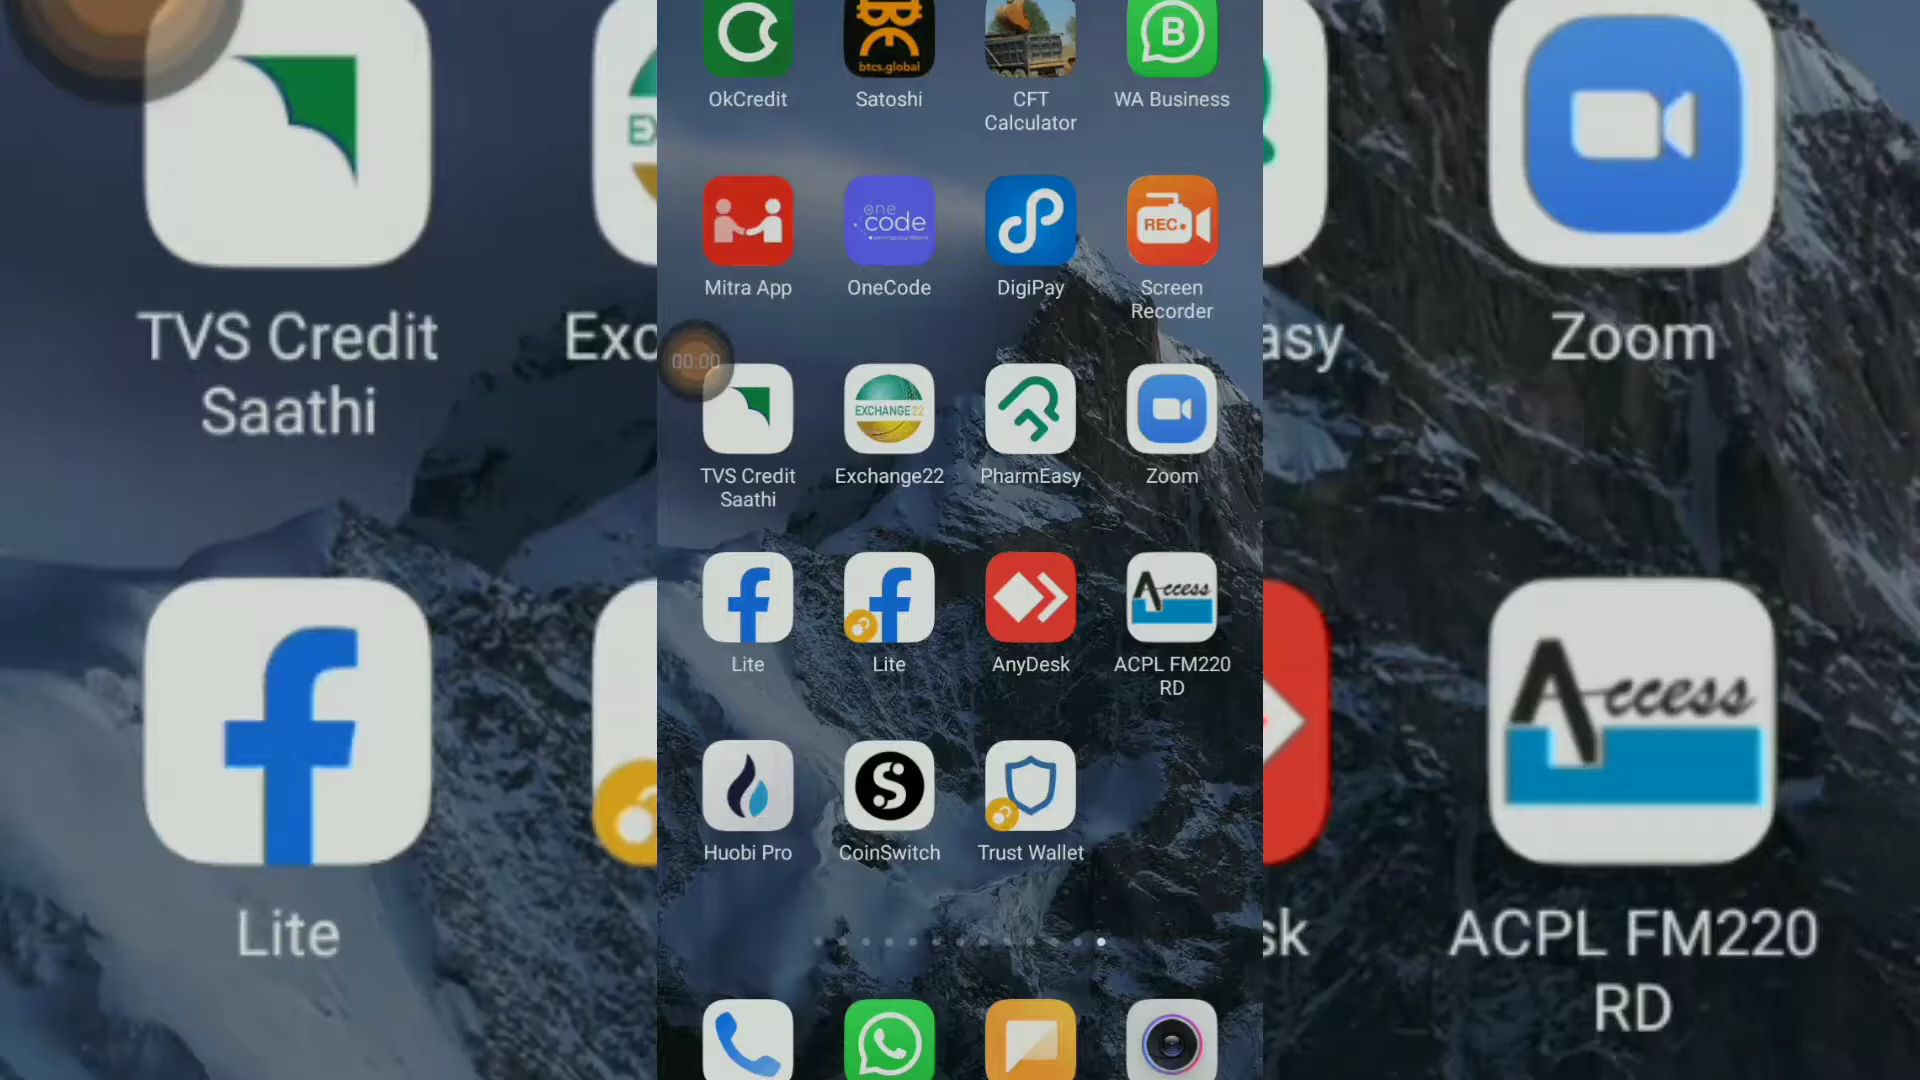 btcs.global
OkCredit
Satoshi
CFT
Calculator
WA Business
B
one
code
REC
Mitra App
OneCode
DigiPay
Screen
Recorder
00:00
EXCHANGE22
TVS Credit
Saathi
Exchange22
PharmEasy
Zoom
Access
Lite
Lite
AnyDesk
ACPL FM220
RD
Huobi Pro
CoinSwitch
Trust Wallet
TVS Credit
Saathi
Exc
EX
asy
Zoom
Lite
sk
Access
ACPL FM220
RD